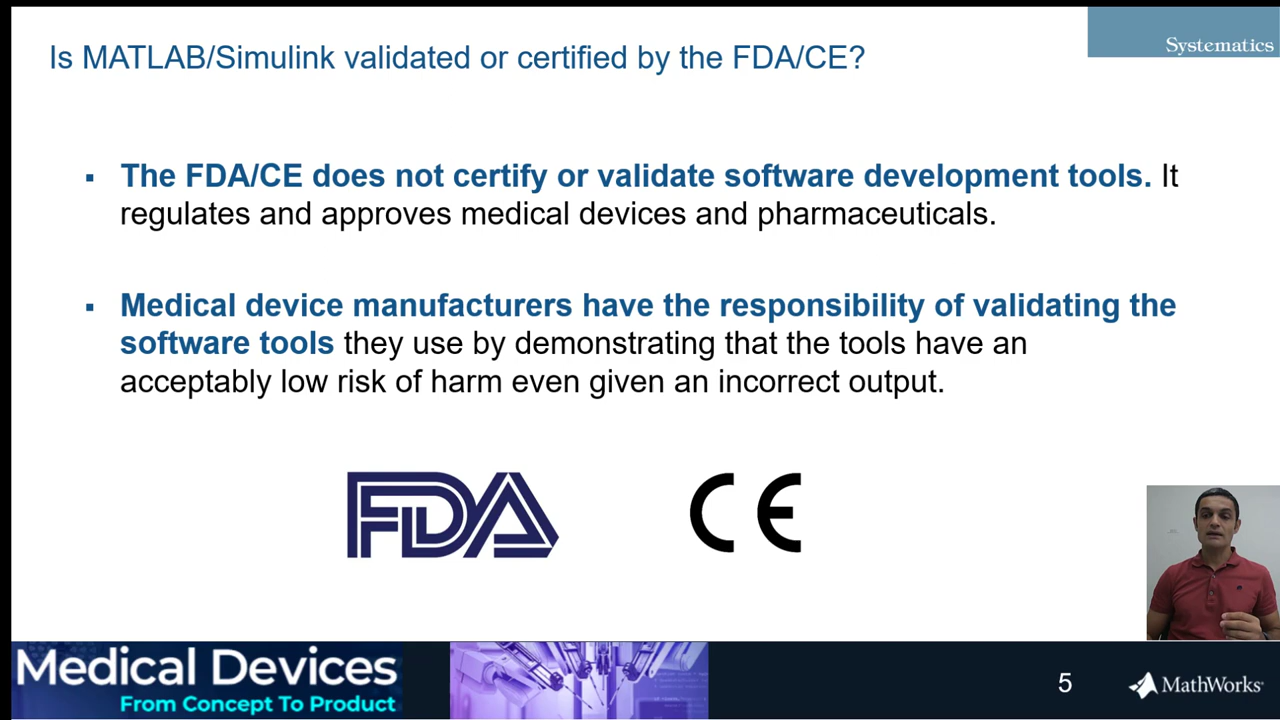 Is MATLAB/Simulink validated or certified by the FDA/CE?
Systematics
▪ The FDA/CE does not certify or validate software development tools. It
regulates and approves medical devices and pharmaceuticals.
▪ Medical device manufacturers have the responsibility of validating the
software tools they use by demonstrating that the tools have an
acceptably low risk of harm even given an incorrect output.
FDA
CE
Medical Devices
From Concept To Product
5
MathWorks